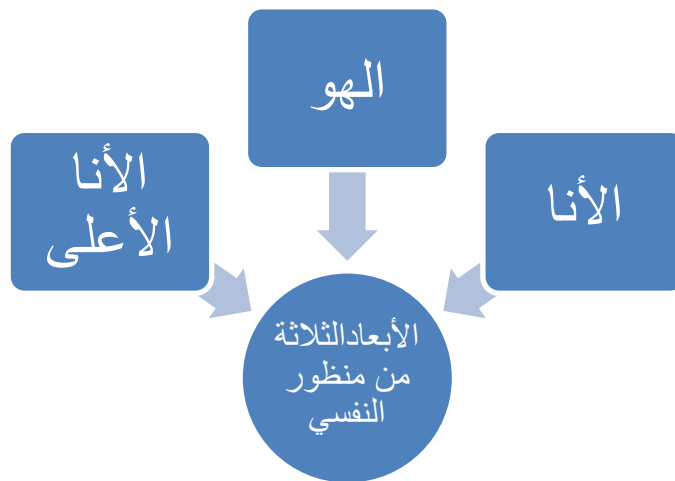 الهو
الأنا
الأنا
الأعلى
الأبعادالثلاثة
من منظور
النفسي